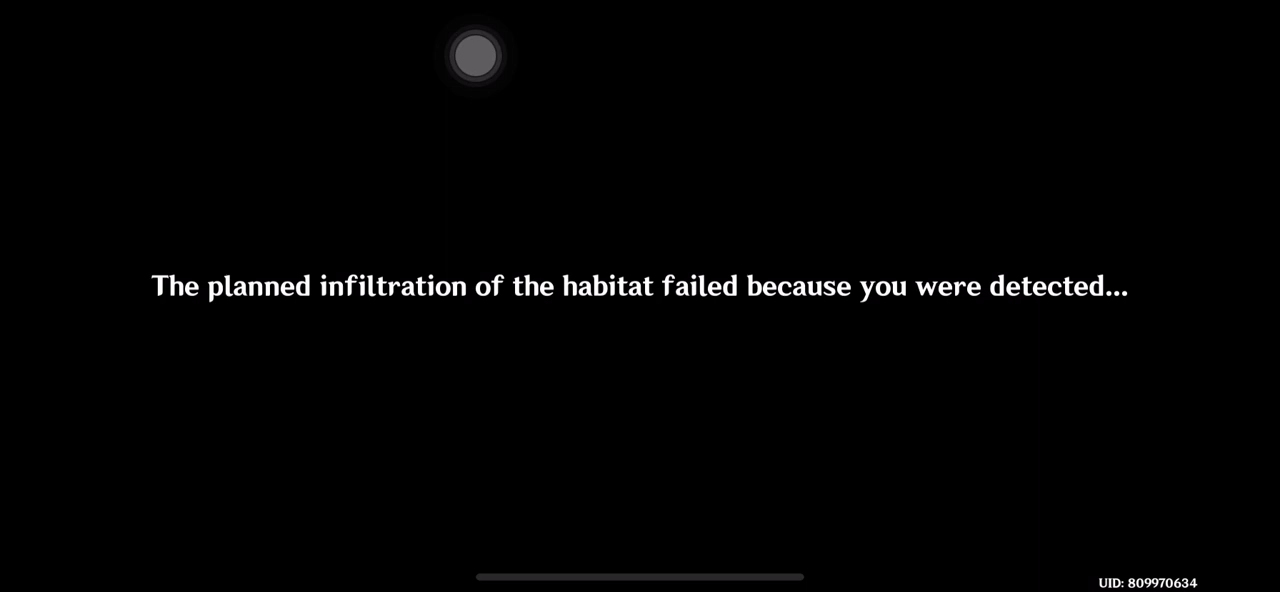 The planned infiltration of the habitat failed because you were detected...
UID: 809970634